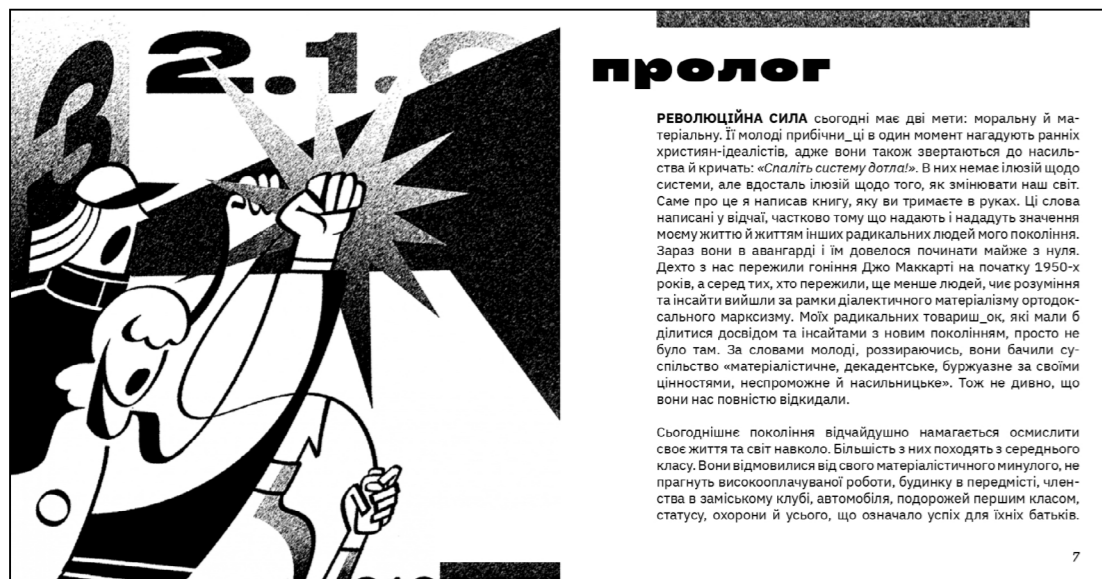 3
2.1.0
пролог
РЕВОЛЮЦІЙНА СИЛА сьогодні має дві мети: моральну й ма-
теріальну. Її молоді прибічни_ці в один момент нагадують ранніх
християн-ідеалістів, адже вони також звертаються до насиль-
ства й кричать: «Спаліть систему дотла!». В них немає ілюзій щодо
системи, але вдосталь ілюзій щодо того, як змінювати наш світ.
Саме про це я написав книгу, яку ви тримаєте в руках. Ці слова
написані у відчаї, частково тому що надають і нададуть значення
моєму життю й життям інших радикальних людей мого покоління.
Зараз вони в авангарді і їм довелося починати майже з нуля.
Дехто з нас пережили гоніння Джо Маккарті на початку 1950-х
років, а серед тих, хто пережили, ще менше людей, чиє розуміння
та інсайти вийшли за рамки діалектичного матеріалізму ортодок-
сального марксизму. Моїх радикальних товариш_ок, які мали б
ділитися досвідом та інсайтами з новим поколінням, просто не
було там. За словами молоді, роззираючись, вони бачили су-
спільство «матеріалістичне, декадентське, буржуазне за своїми
цінностями, неспроможне й насильницьке». Тож не дивно, що
вони нас повністю відкидали.
Сьогоднішнє покоління відчайдушно намагається осмислити
своє життя та світ навколо. Більшість з них походять з середнього
класу. Вони відмовилися від свого матеріалістичного минулого, не
прагнуть високооплачуваної роботи, будинку в передмісті, член-
ства в заміському клубі, автомобіля, подорожей першим класом,
статусу, охорони й усього, що означало успіх для їхніх батьків.
7